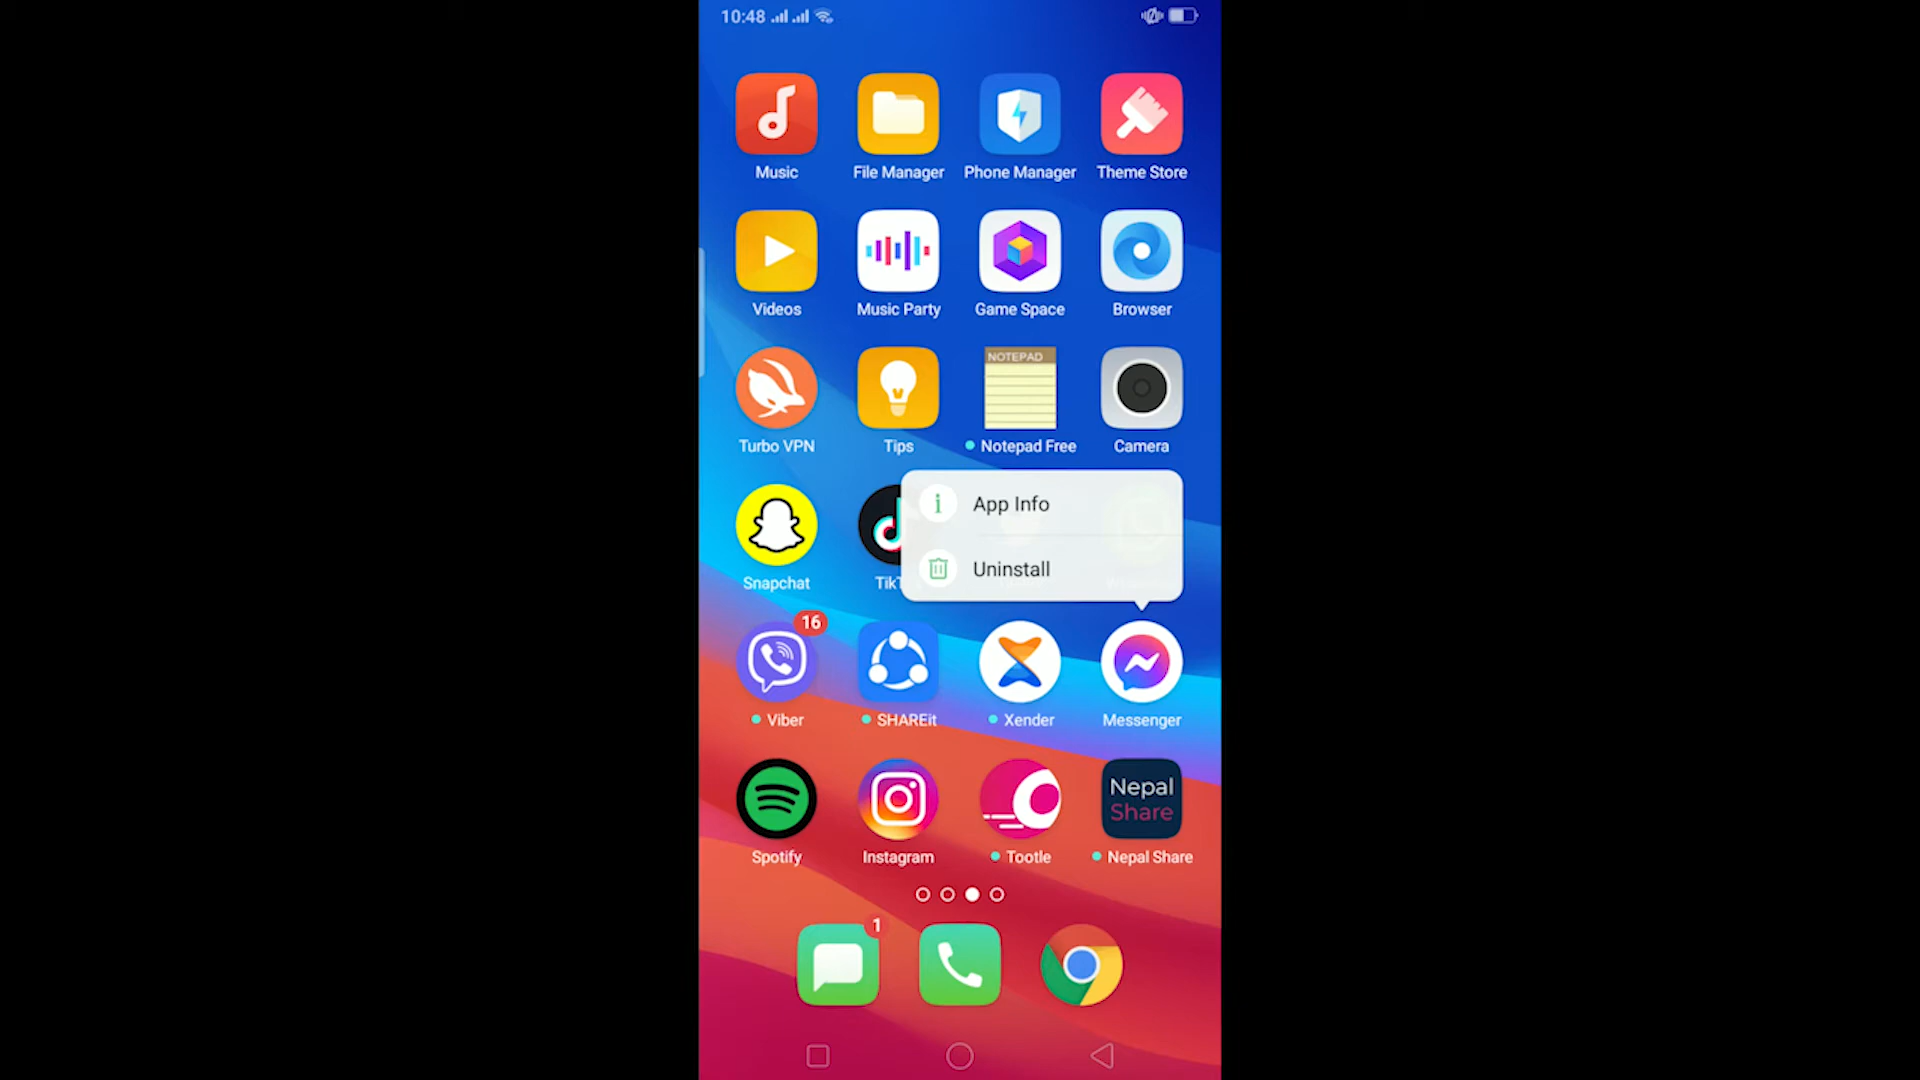 10:48
Music File Manager Phone Manager Theme Store
Videos Music Party Game Space Browser
NOTEPAD
Turbo VPN Tips Notepad Free Camera
App Info
Uninstall
Snapchat
16
Viber SHAREit Xender Messenger
Nepal
Share
Spotify Instagram Tootle Nepal Share
1